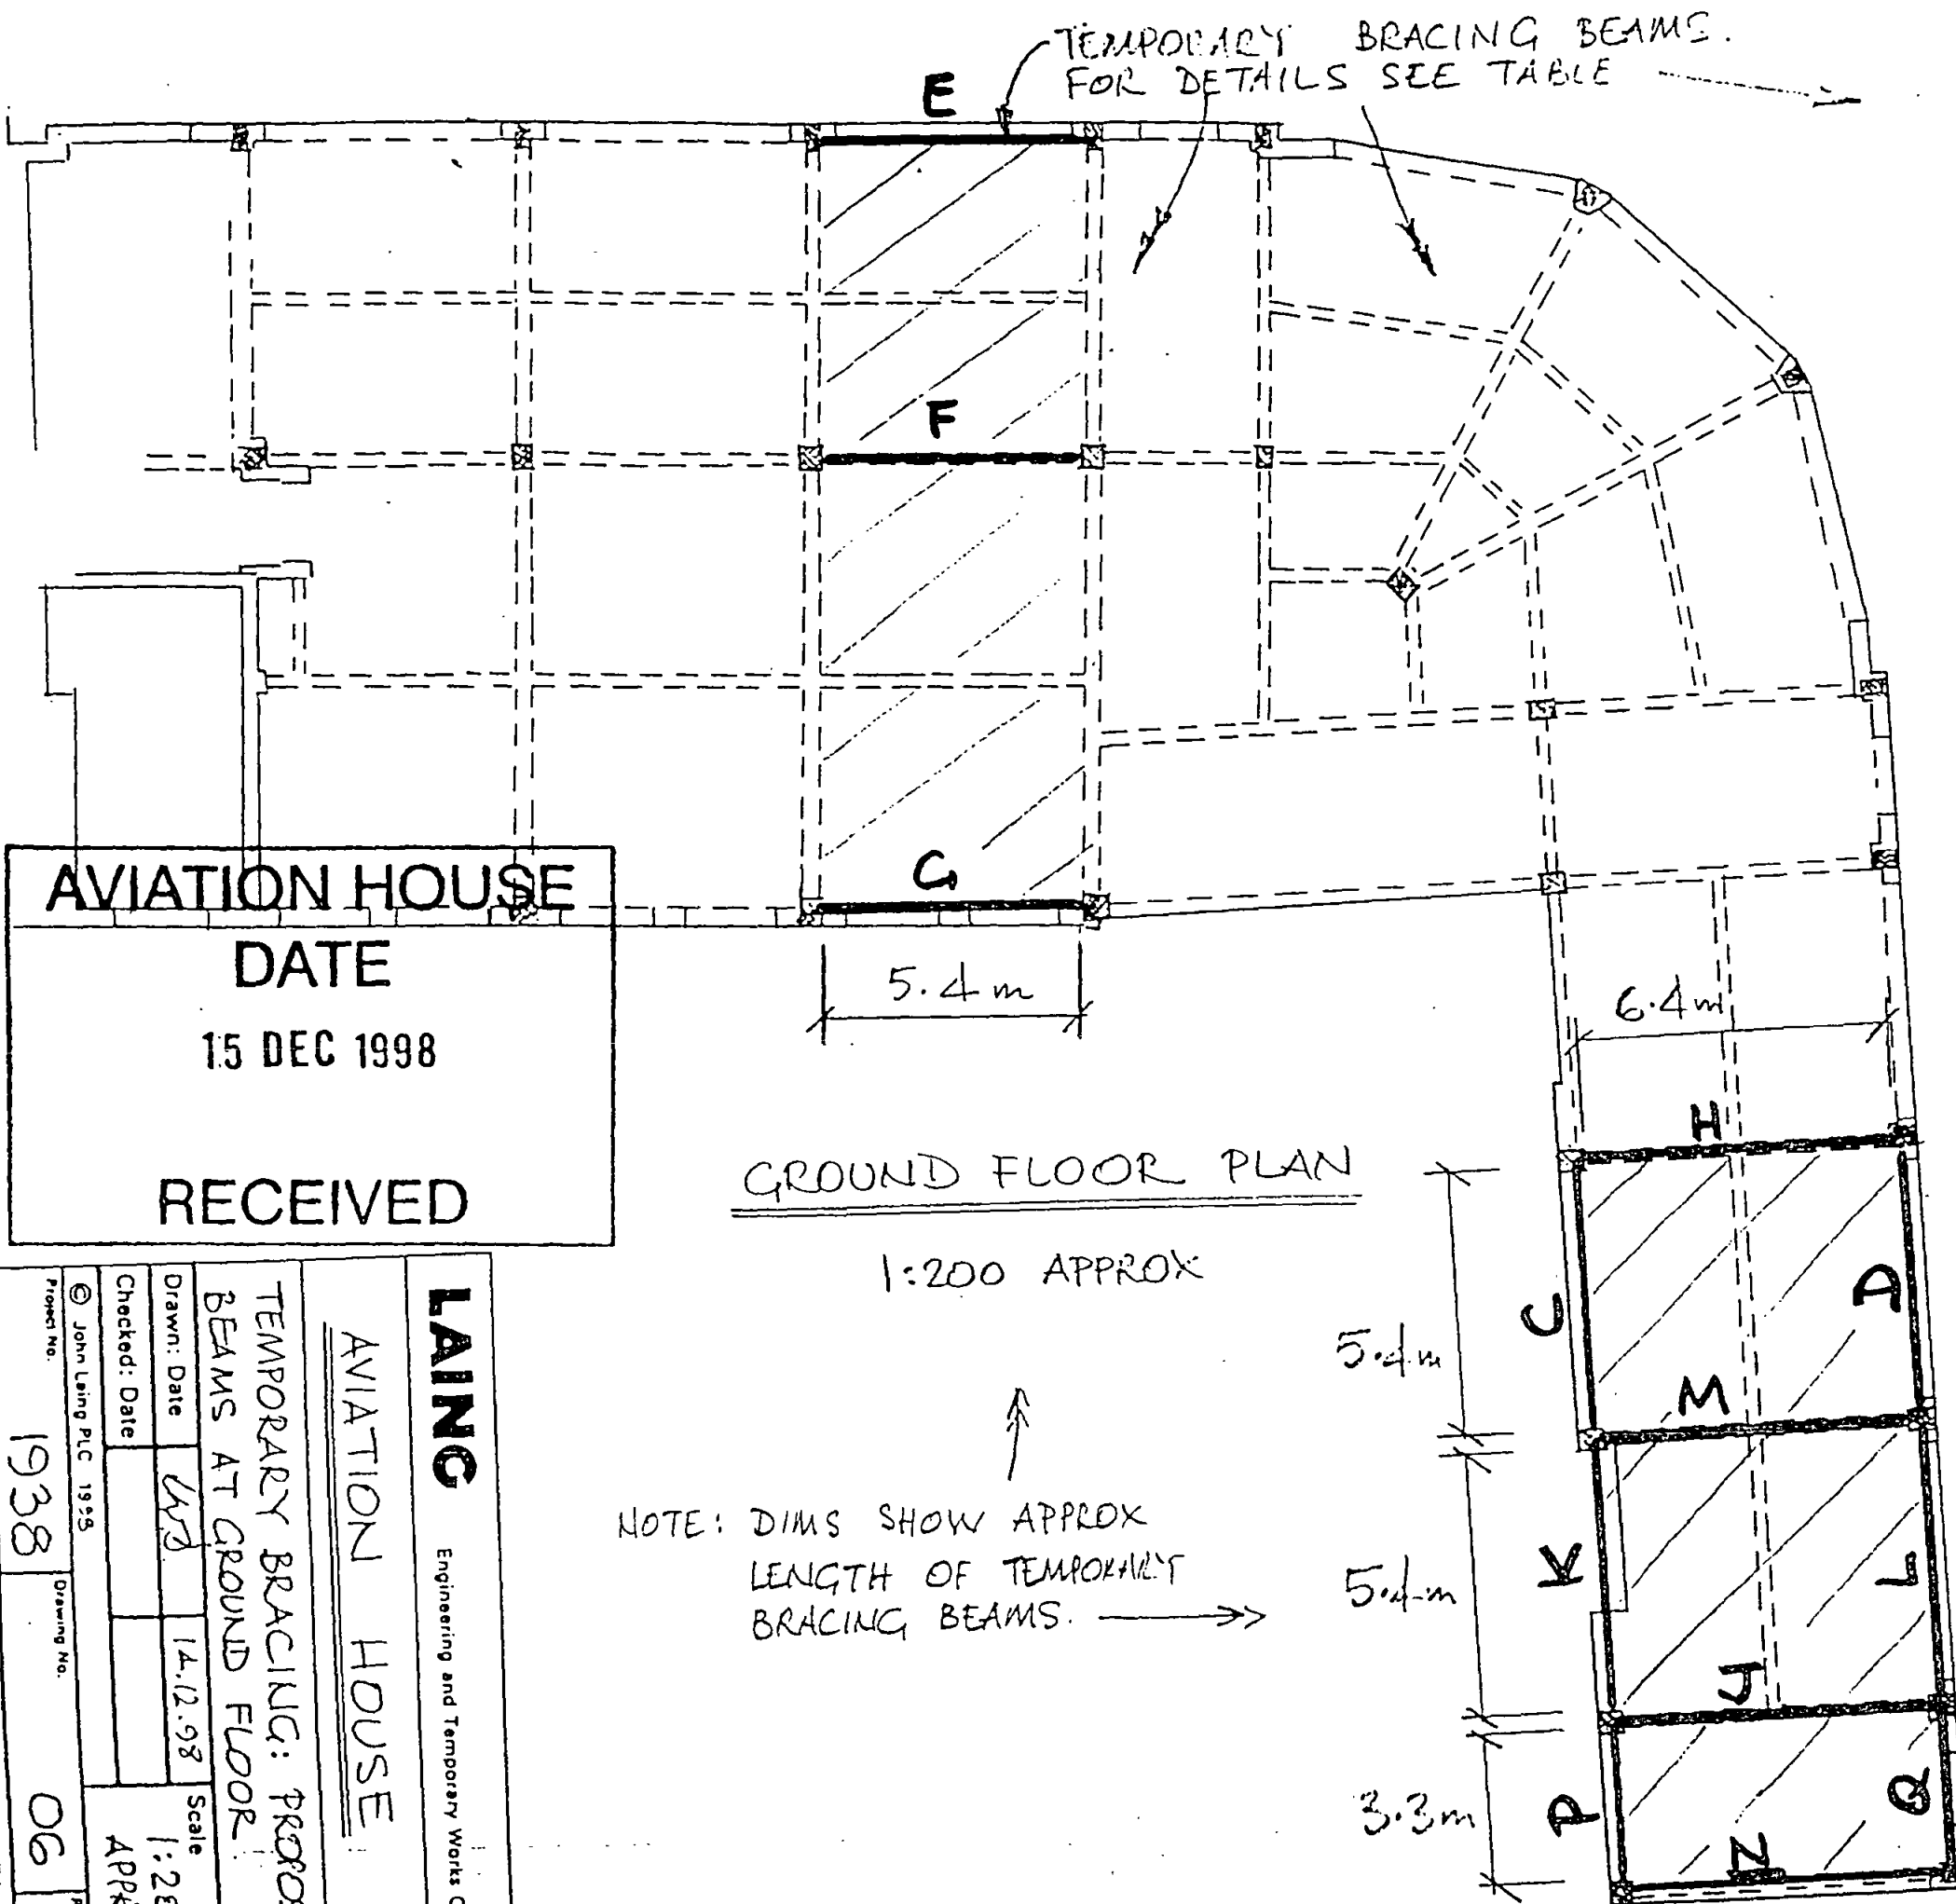 TEMPORARY BRACING BEAMS.
FOR DETAILS SEE TABLE
E
F
G
5.4m
6.4m
H
C
D
5.4m
M
K
L
5.4m
J
P
Q
3.3m
N
AVIATION HOUSE
DATE
15 DEC 1998
RECEIVED
GROUND FLOOR PLAN
1:200 APPROX
NOTE: DIMS SHOW APPROX
LENGTH OF TEMPORARY
BRACING BEAMS.
LAING
Engineering and Temporary Works
AVIATION HOUSE
TEMPORARY BRACING: 
BEAMS AT GROUND FLOOR
Drawn: Date
14.12.98
Scale
Checked: Date
© John Laing PLC
Project No.
1938
Drawing No.
06